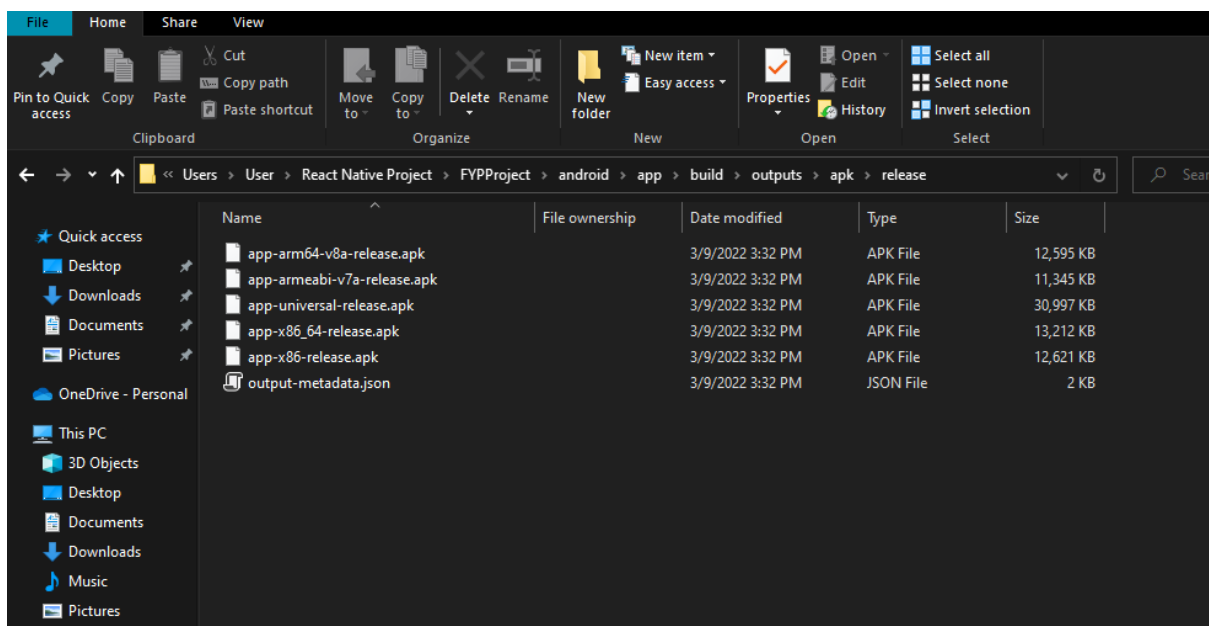 File Home Share View
Pin to Quick access
Copy
Paste
Cut
Copy path
Paste shortcut
Move to
Copy to
Delete
Rename
New folder
New item
Easy access
Properties
Open
Edit
History
Select all
Select none
Invert selection
Clipboard Organize New Open Select
« Users > User > React Native Project > FYPProject > android > app > build > outputs > apk > release
Name File ownership Date modified Type Size
app-arm64-v8a-release.apk 3/9/2022 3:32 PM APK File 12,595 KB
app-armeabi-v7a-release.apk 3/9/2022 3:32 PM APK File 11,345 KB
app-universal-release.apk 3/9/2022 3:32 PM APK File 30,997 KB
app-x86_64-release.apk 3/9/2022 3:32 PM APK File 13,212 KB
app-x86-release.apk 3/9/2022 3:32 PM APK File 12,621 KB
output-metadata.json 3/9/2022 3:32 PM JSON File 2 KB
Quick access
Desktop
Downloads
Documents
Pictures
OneDrive - Personal
This PC
3D Objects
Desktop
Documents
Downloads
Music
Pictures